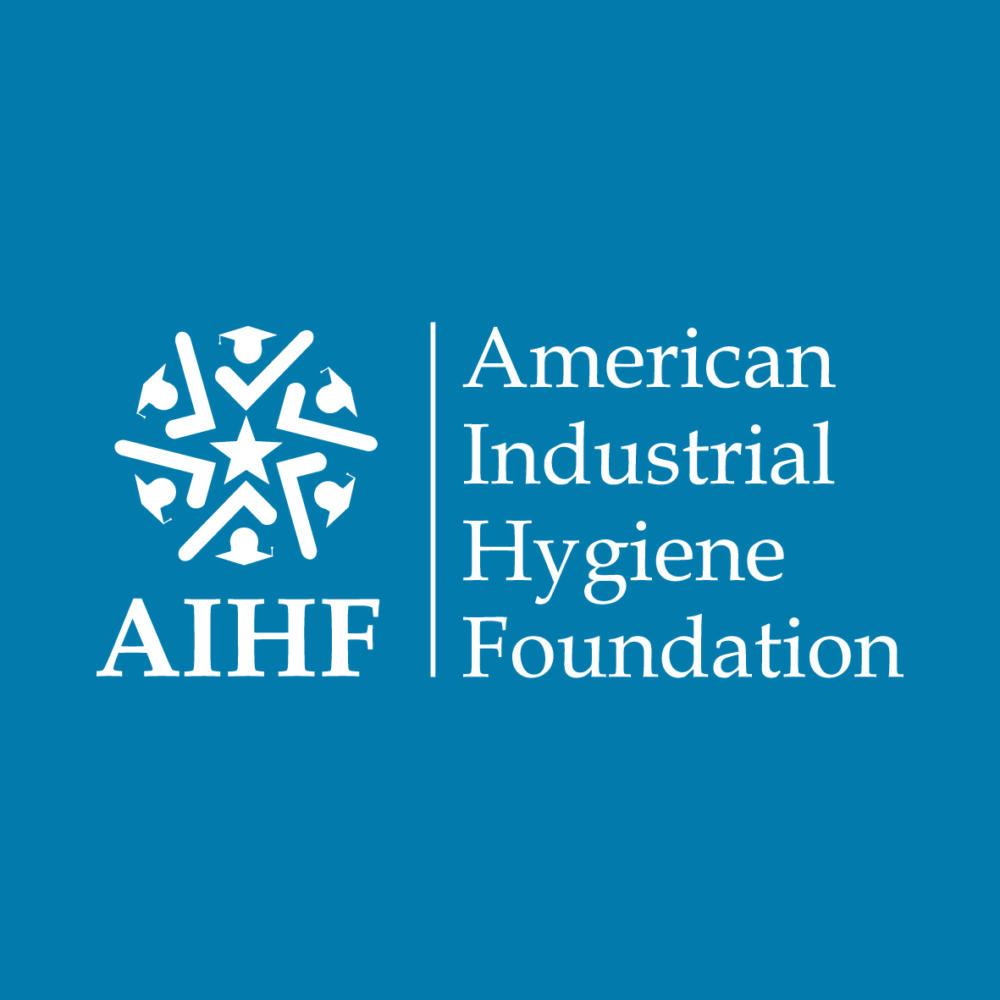 AIHF
American
Industrial
Hygiene
Foundation